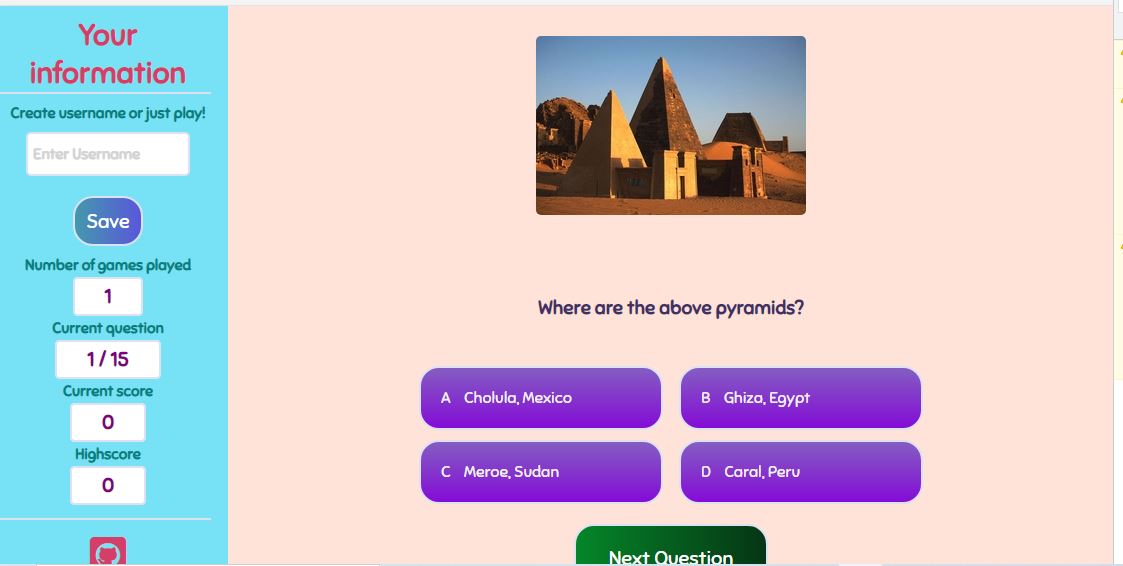 Your
information
Create username or just play!
Enter Username
Save
Number of games played
1
Current question
1 / 15
Current score
0
Highscore
0
Where are the above pyramids?
A Cholula, Mexico
B Ghiza, Egypt
C Meroe, Sudan
D Caral, Peru
Next Question